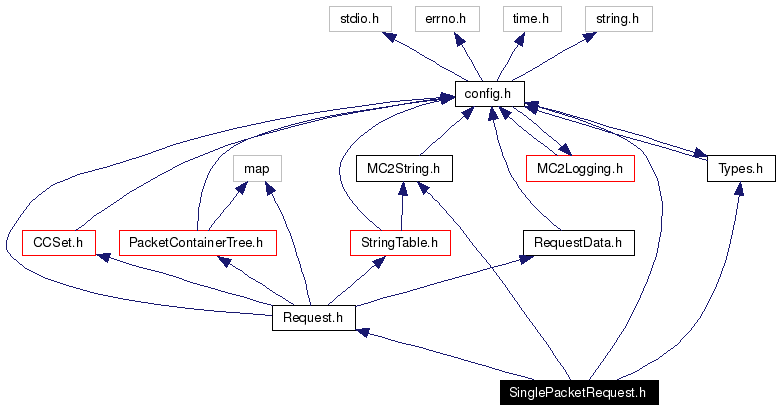 stdio.h
errno.h
time.h
string.h
config.h
map
MC2String.h
MC2Logging.h
Types.h
CCSet.h
PacketContainerTree.h
StringTable.h
RequestData.h
Request.h
SinglePacketRequest.h